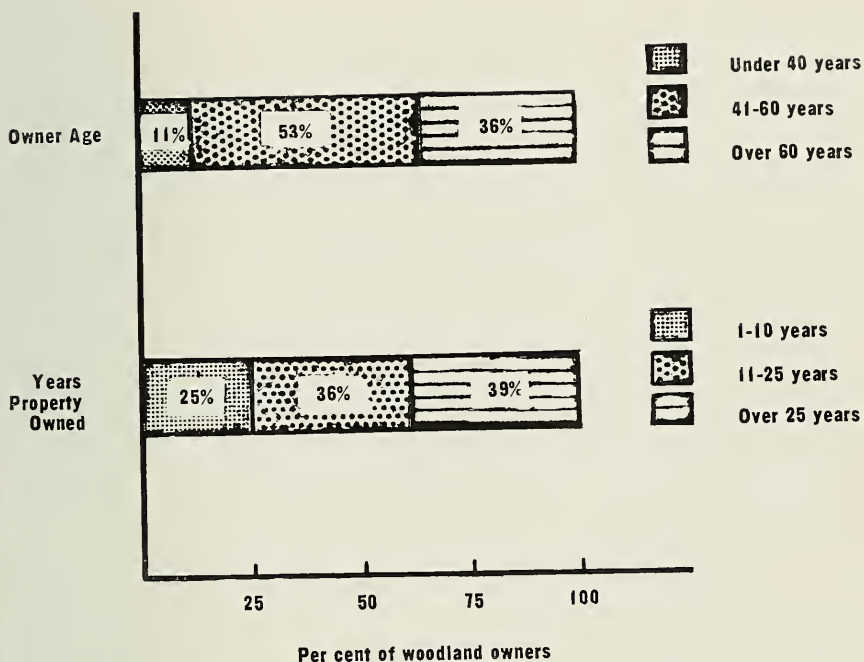 Under 40 years
41-60 years
Over 60 years
Owner Age
11%
53%
36%
1-10 years
11-25 years
Over 25 years
Years
Property
Owned
25%
36%
39%
25
50
75
100
Per cent of woodland owners